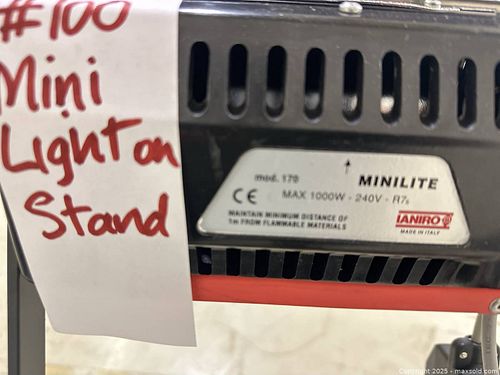 #100
Mini
Light on
Stand
mod. 170
MINILITE
CE MAX 1000W - 240V - R7s
MAINTAIN MINIMUM DISTANCE OF
1m FROM FLAMMABLE MATERIALS
IANIRO
MADE IN ITALY
Copyright 2025 - maxsold.com